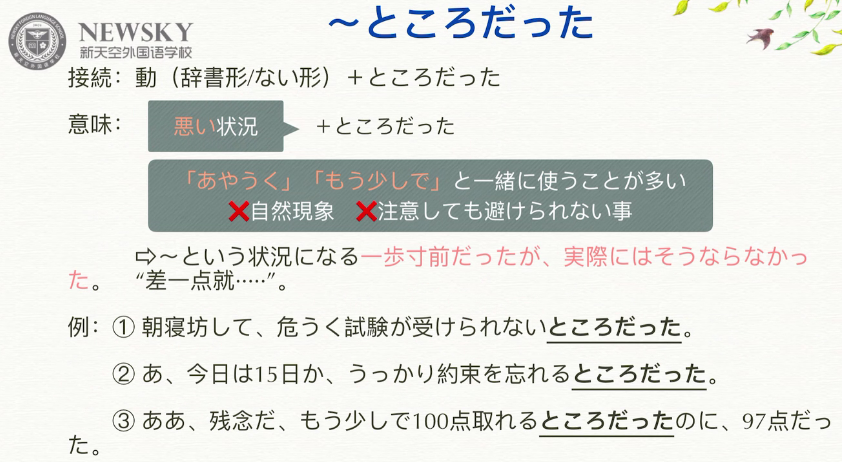 ～ところだった
NEWSKY
新天空外国语学校
接続：動（辞書形/ない形）＋ところだった
意味：
悪い状況
＋ところだった
「あやうく」「もう少しで」と一緒に使うことが多い
❌自然現象　❌注意しても避けられない事
⇨～という状況になる一歩寸前だったが、実際にはそうならなかっ
た。　“差一点就……”。
例：① 朝寝坊して、危うく試験が受けられないところだった。
② あ、今日は15日か、うっかり約束を忘れるところだった。
③ ああ、残念だ、もう少しで100点取れるところだったのに、97点だっ
た。